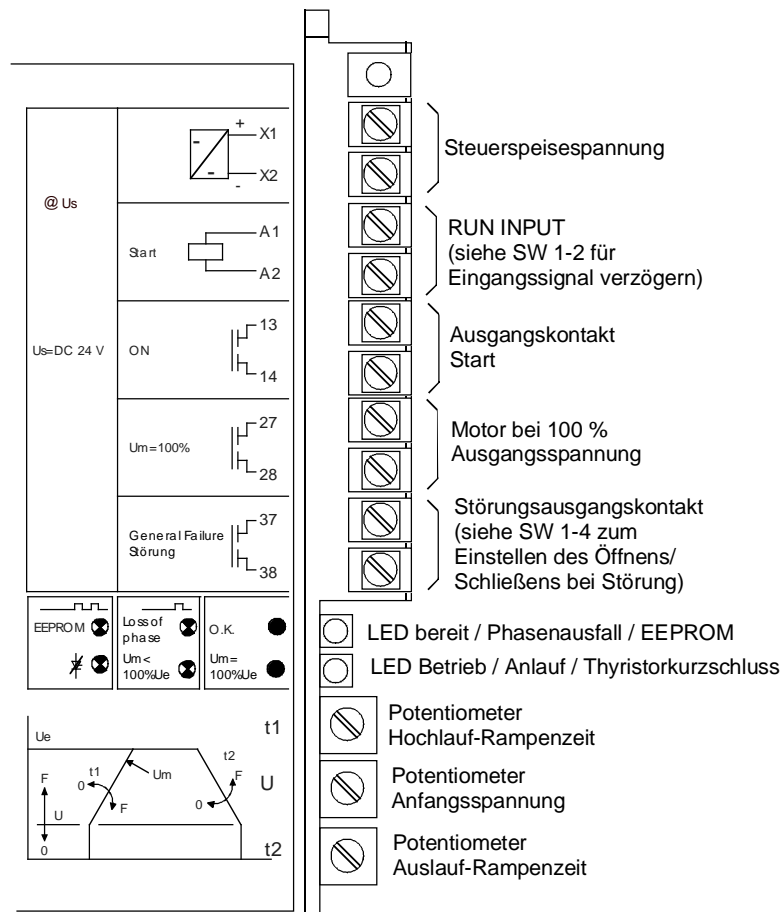 +
X1
-
-
X2
-
@ Us
Start
A1
A2
Us=DC 24 V
ON
13
14
Um=100%
27
28
General Failure
Störung
37
38
EEPROM
Loss of
phase
O.K.
Um<
100%Ue
Um=
100%Ue
Ue
t1
t1
t2
F
0
F
Um
F
0
U
U
0
t2
Steuerspeisespannung
RUN INPUT
(siehe SW 1-2 für
Eingangssignal verzögern)
Ausgangskontakt
Start
Motor bei 100 %
Ausgangsspannung
Störungsausgangskontakt
(siehe SW 1-4 zum
Einstellen des Öffnens/
Schließens bei Störung)
LED bereit / Phasenausfall / EEPROM
LED Betrieb / Anlauf / Thyristorkurzschluss
Potentiometer
Hochlauf-Rampenzeit
Potentiometer
Anfangsspannung
Potentiometer
Auslauf-Rampenzeit